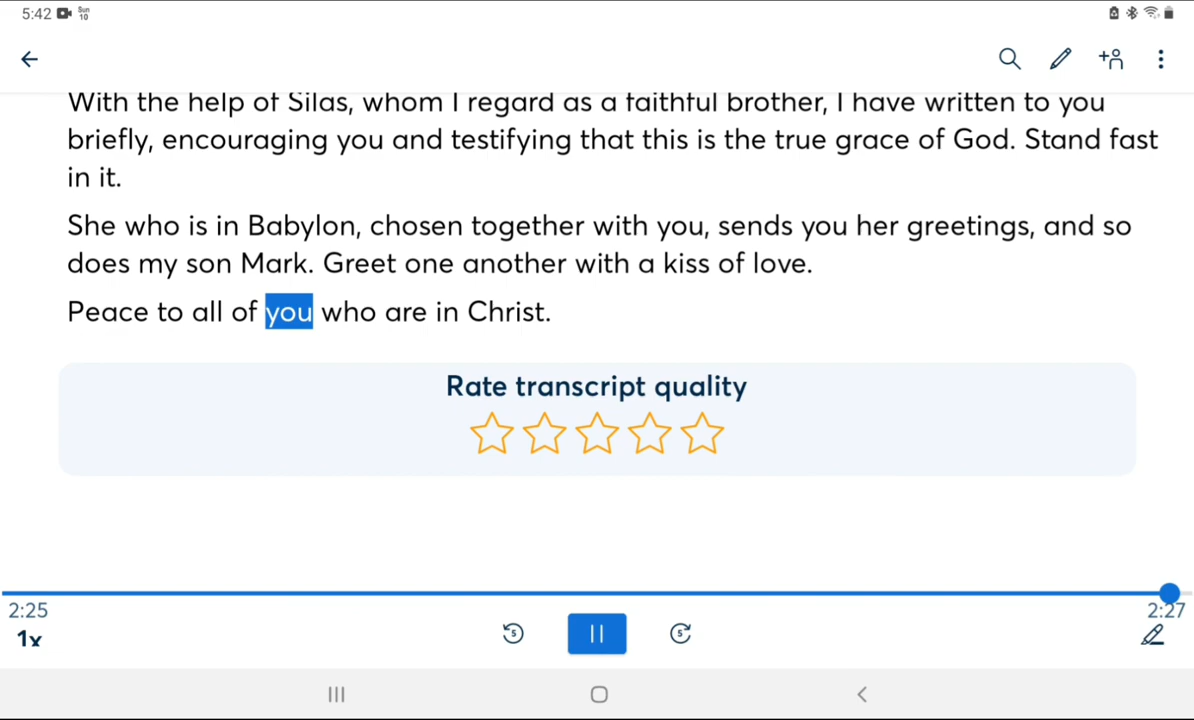 5:42 Sun 10
With the help of Silas, whom I regard as a faithful brother, I have written to you
briefly, encouraging you and testifying that this is the true grace of God. Stand fast
in it.
She who is in Babylon, chosen together with you, sends you her greetings, and so
does my son Mark. Greet one another with a kiss of love.
Peace to all of you who are in Christ.
Rate transcript quality
2:25
2:27
1x
5
5